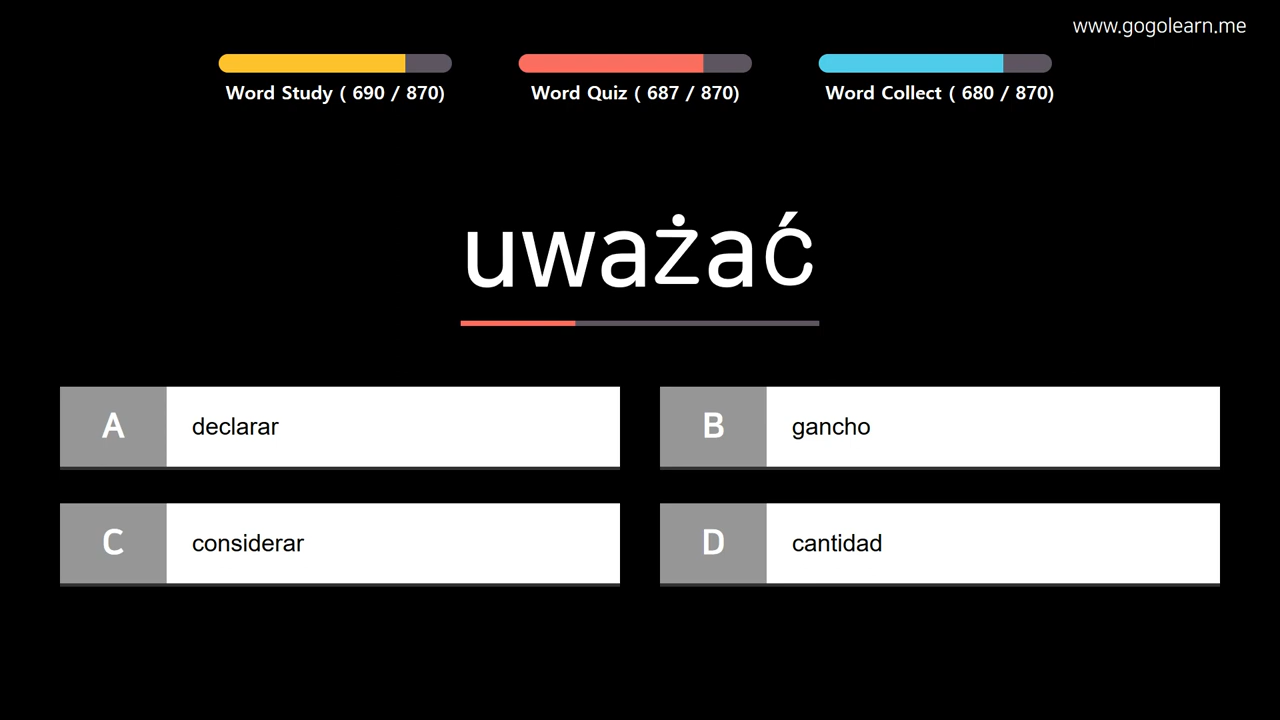 www.gogolearn.me
Word Study ( 690 / 870)
Word Quiz ( 687 / 870)
Word Collect ( 680 / 870)
uważać
A declarar
B gancho
C considerar
D cantidad